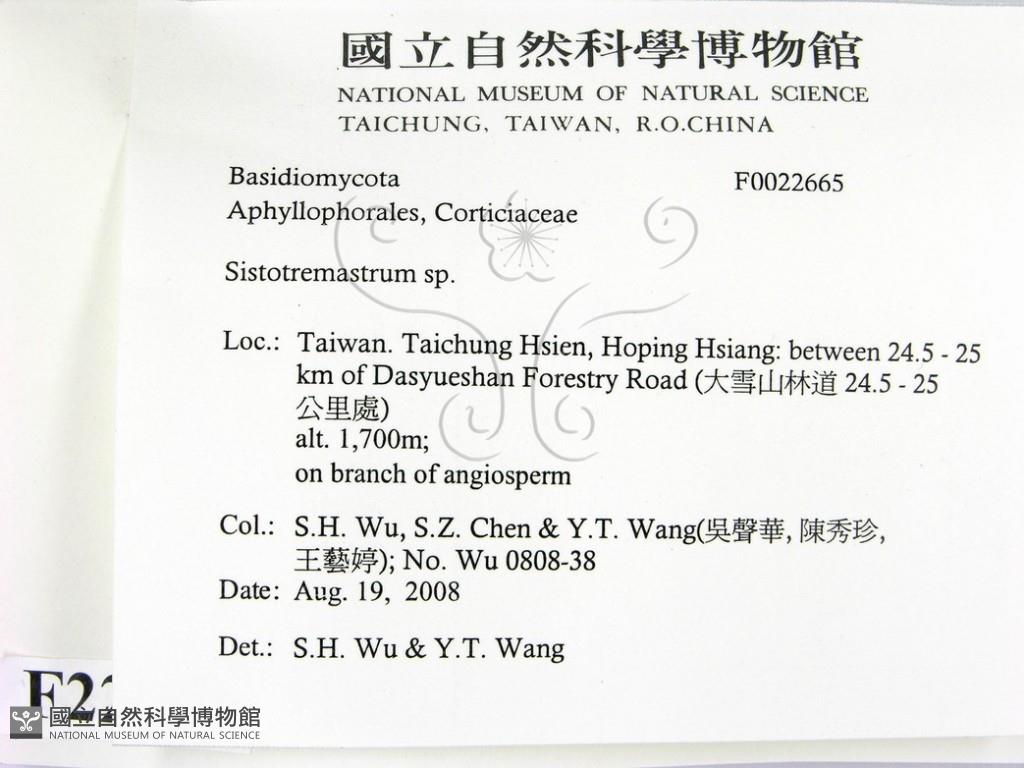 國立自然科學博物館
NATIONAL MUSEUM OF NATURAL SCIENCE
TAICHUNG, TAIWAN, R.O.CHINA
Basidiomycota F0022665
Aphyllophorales, Corticiaceae
Sistotremastrum sp.
Loc.: Taiwan. Taichung Hsien, Hoping Hsiang: between 24.5 - 25
km of Dasyueshan Forestry Road (大雪山林道 24.5 - 25
公里處)
alt. 1,700m;
on branch of angiosperm
Col.: S.H. Wu, S.Z. Chen & Y.T. Wang(吳聲華, 陳秀珍,
王藝婷); No. Wu 0808-38
Date: Aug. 19, 2008
Det.: S.H. Wu & Y.T. Wang
國立自然科學博物館
NATIONAL MUSEUM OF NATURAL SCIENCE